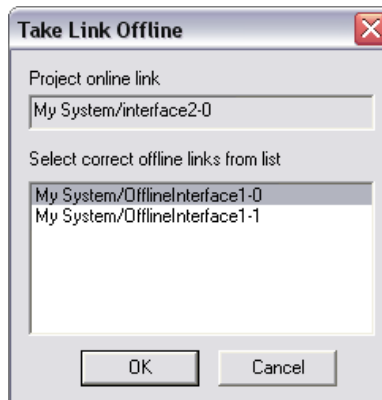 Take Link Offline
Project online link
My System/interface2-0
Select correct offline links from list
My System/OfflineInterface1-0
My System/OfflineInterface1-1
OK
Cancel